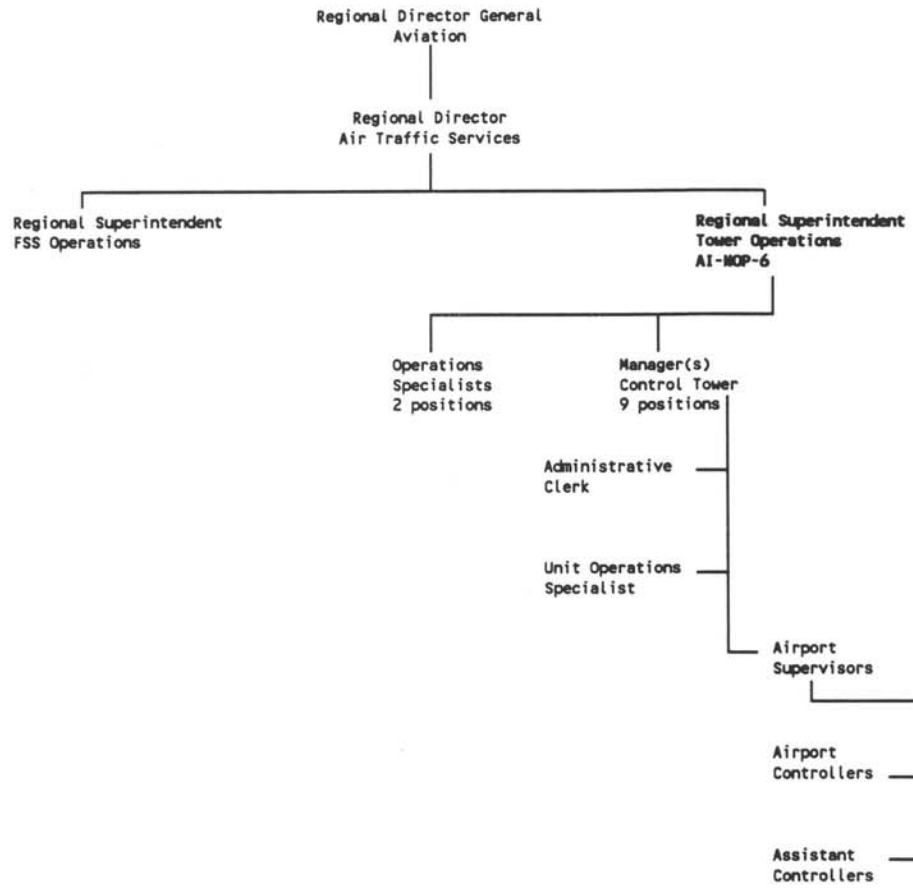 Regional Director General
Aviation
Regional Director
Air Traffic Services
Regional Superintendent
FSS Operations
Regional Superintendent
Tower Operations
AI-NOP-6
Operations
Specialists
2 positions
Manager(s)
Control Tower
9 positions
Administrative
Clerk
Unit Operations
Specialist
Airport
Supervisors
Airport
Controllers
Assistant
Controllers